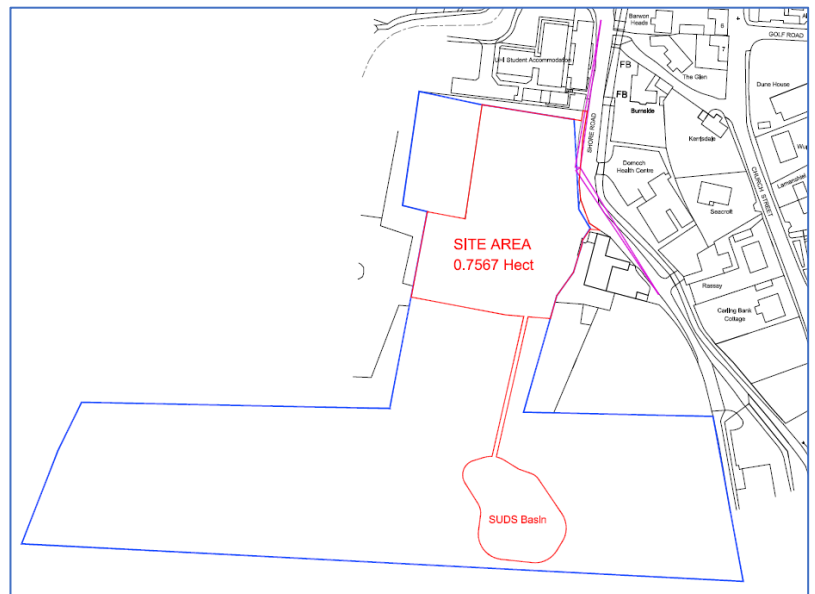 Barwon
Heads
6
GOLF ROAD
7
UHI Student Accommodation
FB
The Glen
Dune House
FB
Burnside
SHORE ROAD
Kerrisdale
Dornoch
Health Centre
CHURCH STREET
Seacroft
SITE AREA
0.7567 Hect
Rassay
Carling Bank
Cottage
SUDS Basin